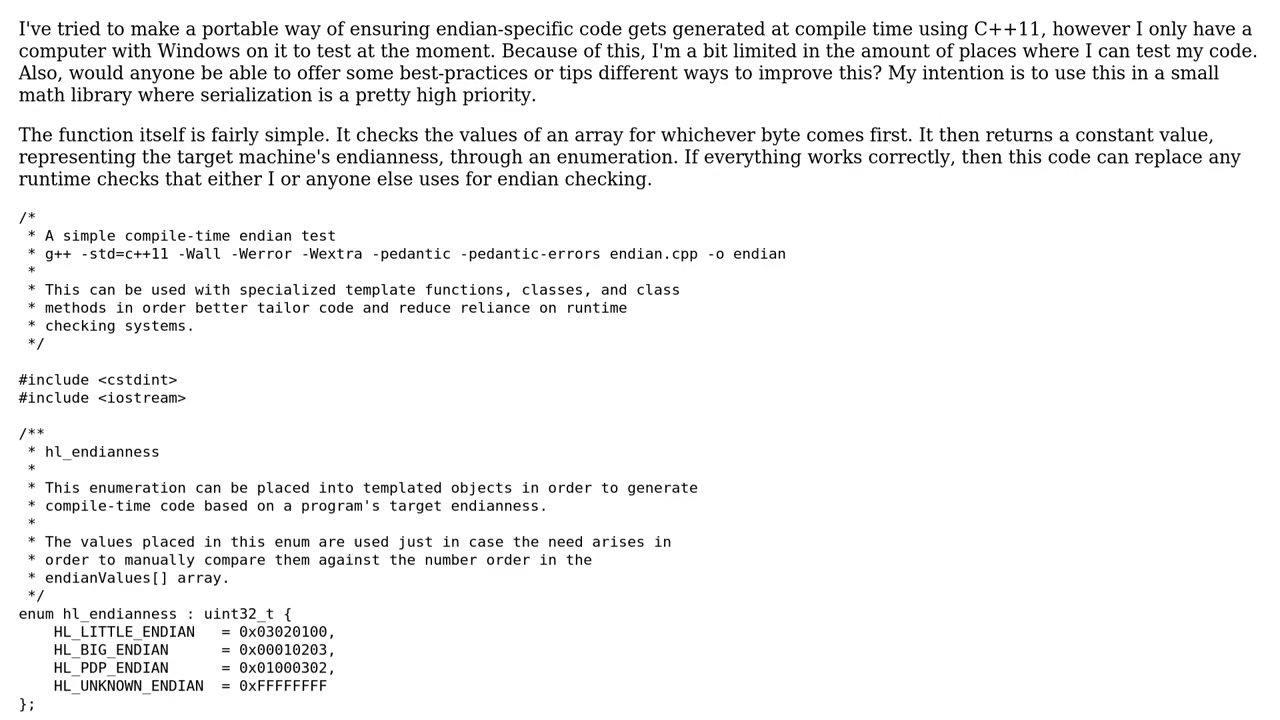 I've tried to make a portable way of ensuring endian-specific code gets generated at compile time using C++11, however I only have a
computer with Windows on it to test at the moment. Because of this, I'm a bit limited in the amount of places where I can test my code.
Also, would anyone be able to offer some best-practices or tips different ways to improve this? My intention is to use this in a small
math library where serialization is a pretty high priority.
The function itself is fairly simple. It checks the values of an array for whichever byte comes first. It then returns a constant value,
representing the target machine's endianness, through an enumeration. If everything works correctly, then this code can replace any
runtime checks that either I or anyone else uses for endian checking.
/*
 * A simple compile-time endian test
 * g++ -std=c++11 -Wall -Werror -Wextra -pedantic -pedantic-errors endian.cpp -o endian
 *
 * This can be used with specialized template functions, classes, and class
 * methods in order better tailor code and reduce reliance on runtime
 * checking systems.
 */
#include <cstdint>
#include <iostream>
/**
 * hl_endianness
 *
 * This enumeration can be placed into templated objects in order to generate
 * compile-time code based on a program's target endianness.
 *
 * The values placed in this enum are used just in case the need arises in
 * order to manually compare them against the number order in the
 * endianValues[] array.
 */
enum hl_endianness : uint32_t {
    HL_LITTLE_ENDIAN   = 0x03020100,
    HL_BIG_ENDIAN      = 0x00010203,
    HL_PDP_ENDIAN      = 0x01000302,
    HL_UNKNOWN_ENDIAN  = 0xFFFFFFFF
};